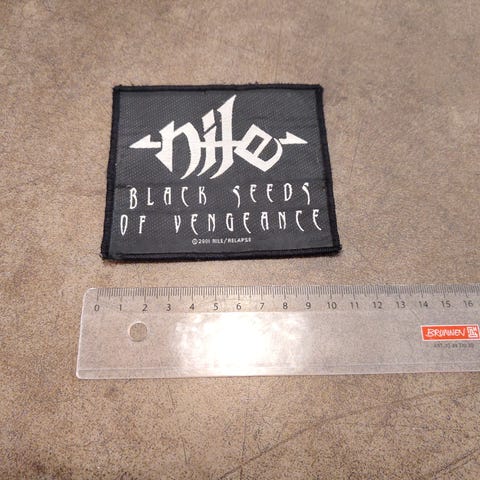 nile
BLACK SEEDS
OF VENGEANCE
©2001 NILE/RELAPSE
0 1 2 3 4 5 6 7 8 9 10 11 12 13 14 15 16
BRUNNEN